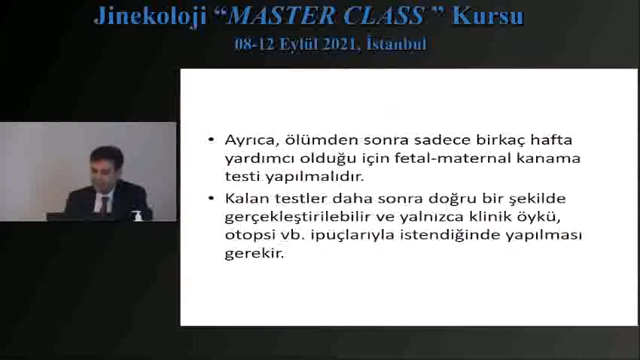 Jinekoloji “MASTER CLASS ” Kursu
08-12 Eylül 2021, İstanbul
• Ayrıca, ölümden sonra sadece birkaç hafta
yardımcı olduğu için fetal-maternal kanama
testi yapılmalıdır.
• Kalan testler daha sonra doğru bir şekilde
gerçekleştirilebilir ve yalnızca klinik öykü,
otopsi vb. ipuçlarıyla istendiğinde yapılması
gerekir.